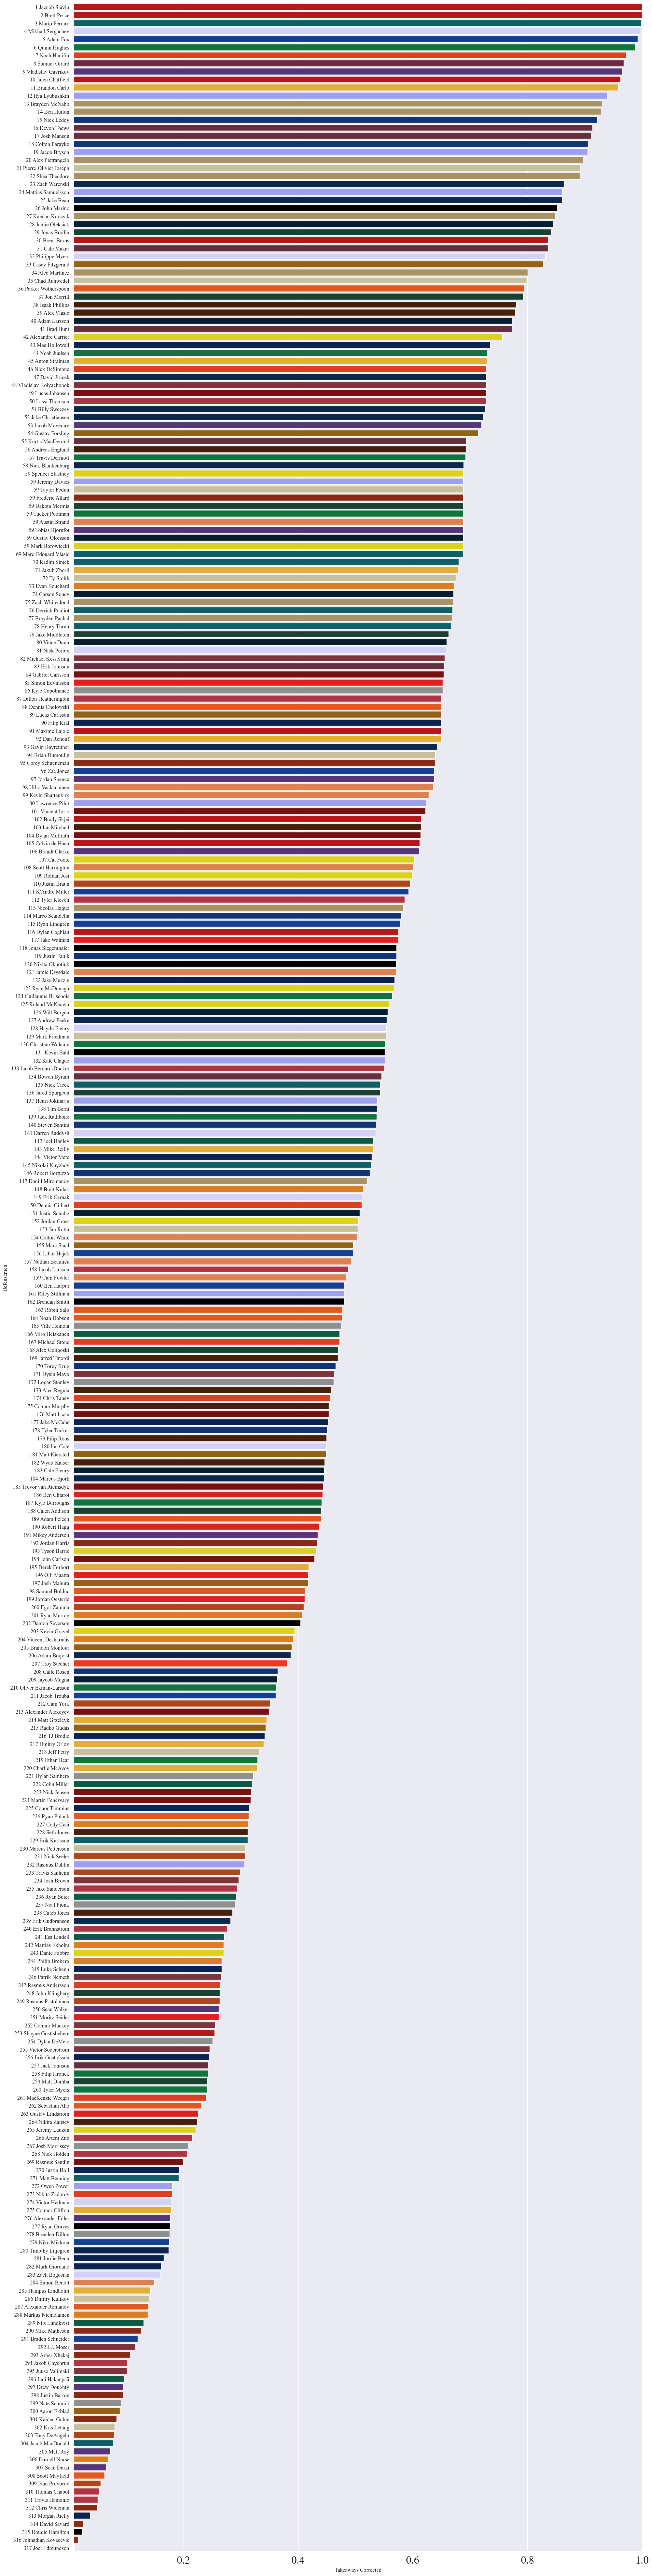 1 Jaccob Slavin
2 Brett Pesce
3 Mario Ferraro
4 Mikhail Sergachev
5 Adam Fox
6 Quinn Hughes
7 Noah Hanifin
8 Samuel Girard
9 Vladislav Gavrikov
10 Jalen Chatfield
11 Brandon Carlo
12 Ilya Lyubushkin
13 Brayden McNabb
14 Ben Hutton
15 Nick Leddy
16 Devon Toews
17 Josh Manson
18 Colton Parayko
19 Jacob Bryson
20 Alex Pietrangelo
21 Pierre-Olivier Joseph
22 Shea Theodore
23 Zach Werenski
24 Mattias Samuelsson
25 Jake Bean
26 John Marino
27 Kaedan Korczak
28 Jamie Oleksiak
29 Jonas Brodin
30 Brent Burns
31 Cale Makar
32 Philippe Myers
33 Casey Fitzgerald
34 Alec Martinez
35 Chad Ruhwedel
36 Parker Wotherspoon
37 Jon Merrill
38 Isaak Phillips
39 Alex Vlasic
40 Adam Larsson
41 Brad Hunt
42 Alexandre Carrier
43 Mac Hollowell
44 Noah Juulsen
45 Anton Stralman
46 Nick DeSimone
47 David Jiricek
48 Vladislav Kolyachonok
49 Lucas Johansen
50 Lassi Thomson
51 Billy Sweezey
52 Jake Christiansen
53 Jacob Moverare
54 Gustav Forsling
55 Kurtis MacDermid
56 Andreas Englund
57 Travis Dermott
58 Nick Blankenburg
59 Spencer Stastney
59 Jeremy Davies
59 Taylor Fedun
59 Frederic Allard
59 Dakota Mermis
59 Tucker Poolman
59 Austin Strand
59 Tobias Bjornfot
59 Gustav Olofsson
59 Mark Borowiecki
69 Marc-Edouard Vlasic
70 Radim Simek
71 Jakub Zboril
72 Ty Smith
73 Evan Bouchard
74 Carson Soucy
75 Zach Whitecloud
76 Derrick Pouliot
77 Brayden Pachal
78 Henry Thrun
79 Jake Middleton
80 Vince Dunn
81 Nick Perbix
82 Michael Kesselring
83 Erik Johnson
84 Gabriel Carlsson
85 Simon Edvinsson
86 Kyle Capobianco
87 Dillon Heatherington
88 Dennis Cholowski
89 Lucas Carlsson
90 Filip Kral
91 Maxime Lajoie
92 Dan Renouf
93 Gavin Bayreuther
94 Brian Dumoulin
95 Corey Schueneman
96 Zac Jones
97 Jordan Spence
98 Urho Vaakanainen
99 Kevin Shattenkirk
100 Lawrence Pilut
101 Vincent Iorio
102 Brady Skjei
103 Ian Mitchell
104 Dylan McIlrath
105 Calvin de Haan
106 Brandt Clarke
107 Cal Foote
108 Scott Harrington
109 Roman Josi
110 Justin Braun
111 K'Andre Miller
112 Tyler Kleven
113 Nicolas Hague
114 Marco Scandella
115 Ryan Lindgren
116 Dylan Coghlan
117 Jake Walman
118 Jonas Siegenthaler
119 Justin Faulk
120 Nikita Okhotiuk
121 Jamie Drysdale
122 Jake Muzzin
123 Ryan McDonagh
124 Guillaume Brisebois
125 Roland McKeown
126 Will Borgen
127 Andrew Peeke
128 Haydn Fleury
129 Mark Friedman
130 Christian Wolanin
131 Kevin Bahl
132 Kale Clague
133 Jacob Bernard-Docker
134 Bowen Byram
135 Nick Cicek
136 Jared Spurgeon
137 Henri Jokiharju
138 Tim Berni
139 Jack Rathbone
140 Steven Santini
141 Darren Raddysh
142 Joel Hanley
143 Mike Reilly
144 Victor Mete
145 Nikolai Knyzhov
146 Robert Bortuzzo
147 Daniil Miromanov
148 Brett Kulak
149 Erik Cernak
150 Dennis Gilbert
151 Justin Schultz
152 Jordan Gross
153 Jan Rutta
154 Colton White
155 Marc Staal
156 Libor Hajek
157 Nathan Beaulieu
158 Jacob Larsson
159 Cam Fowler
160 Ben Harpur
161 Riley Stillman
162 Brendan Smith
163 Robin Salo
164 Noah Dobson
165 Ville Heinola
166 Miro Heiskanen
167 Michael Stone
168 Alex Goligoski
169 Jarred Tinordi
170 Torey Krug
171 Dysin Mayo
172 Logan Stanley
173 Alec Regula
174 Chris Tanev
175 Connor Murphy
176 Matt Irwin
177 Jake McCabe
178 Tyler Tucker
179 Filip Roos
180 Ian Cole
181 Matt Kiersted
182 Wyatt Kaiser
183 Cale Fleury
184 Marcus Bjork
185 Trevor van Riemsdyk
186 Ben Chiarot
187 Kyle Burroughs
188 Calen Addison
189 Adam Pelech
190 Robert Hagg
191 Mikey Anderson
192 Jordan Harris
193 Tyson Barrie
194 John Carlson
195 Derek Forbort
196 Olli Maatta
197 Josh Mahura
198 Samuel Bolduc
199 Jordan Oesterle
200 Egor Zamula
201 Ryan Murray
202 Damon Severson
203 Kevin Gravel
204 Vincent Desharnais
205 Brandon Montour
206 Adam Boqvist
207 Troy Stecher
208 Calle Rosen
209 Jaycob Megna
210 Oliver Ekman-Larsson
211 Jacob Trouba
212 Cam York
213 Alexander Alexeyev
214 Matt Grzelcyk
215 Radko Gudas
216 TJ Brodie
217 Dmitry Orlov
218 Jeff Petry
219 Ethan Bear
220 Charlie McAvoy
221 Dylan Samberg
222 Colin Miller
223 Nick Jensen
224 Martin Fehervary
225 Conor Timmins
226 Ryan Pulock
227 Cody Ceci
228 Seth Jones
229 Erik Karlsson
230 Marcus Pettersson
231 Nick Seeler
232 Rasmus Dahlin
233 Travis Sanheim
234 Josh Brown
235 Jake Sanderson
236 Ryan Suter
237 Neal Pionk
238 Caleb Jones
239 Erik Gudbranson
240 Erik Brannstrom
241 Esa Lindell
242 Mattias Ekholm
243 Dante Fabbro
244 Philip Broberg
245 Luke Schenn
246 Patrik Nemeth
247 Rasmus Andersson
248 John Klingberg
249 Rasmus Ristolainen
250 Sean Walker
251 Moritz Seider
252 Connor Mackey
253 Shayne Gostisbehere
254 Dylan DeMelo
255 Victor Soderstrom
256 Erik Gustafsson
257 Jack Johnson
258 Filip Hronek
259 Matt Dumba
260 Tyler Myers
261 MacKenzie Weegar
262 Sebastian Aho
263 Gustav Lindstrom
264 Nikita Zaitsev
265 Jeremy Lauzon
266 Artem Zub
267 Josh Morrissey
268 Nick Holden
269 Rasmus Sandin
270 Justin Holl
271 Matt Benning
272 Owen Power
273 Nikita Zadorov
274 Victor Hedman
275 Connor Clifton
276 Alexander Edler
277 Ryan Graves
278 Brenden Dillon
279 Niko Mikkola
280 Timothy Liljegren
281 Jordie Benn
282 Mark Giordano
283 Zach Bogosian
284 Simon Benoit
285 Hampus Lindholm
286 Dmitry Kulikov
287 Alexander Romanov
288 Markus Niemelainen
289 Nils Lundkvist
290 Mike Matheson
291 Braden Schneider
292 J.J. Moser
293 Arber Xhekaj
294 Jakob Chychrun
295 Juuso Valimaki
296 Jani Hakanpää
297 Drew Doughty
298 Justin Barron
299 Nate Schmidt
300 Aaron Ekblad
301 Kaiden Guhle
302 Kris Letang
303 Tony DeAngelo
304 Jacob MacDonald
305 Matt Roy
306 Darnell Nurse
307 Sean Durzi
308 Scott Mayfield
309 Ivan Provorov
310 Thomas Chabot
311 Travis Hamonic
312 Chris Wideman
313 Morgan Rielly
314 David Savard
315 Dougie Hamilton
316 Johnathan Kovacevic
317 Joel Edmundson
Defensemen
0.2 0.4 0.6 0.8 1.0
Takeaways Corrected